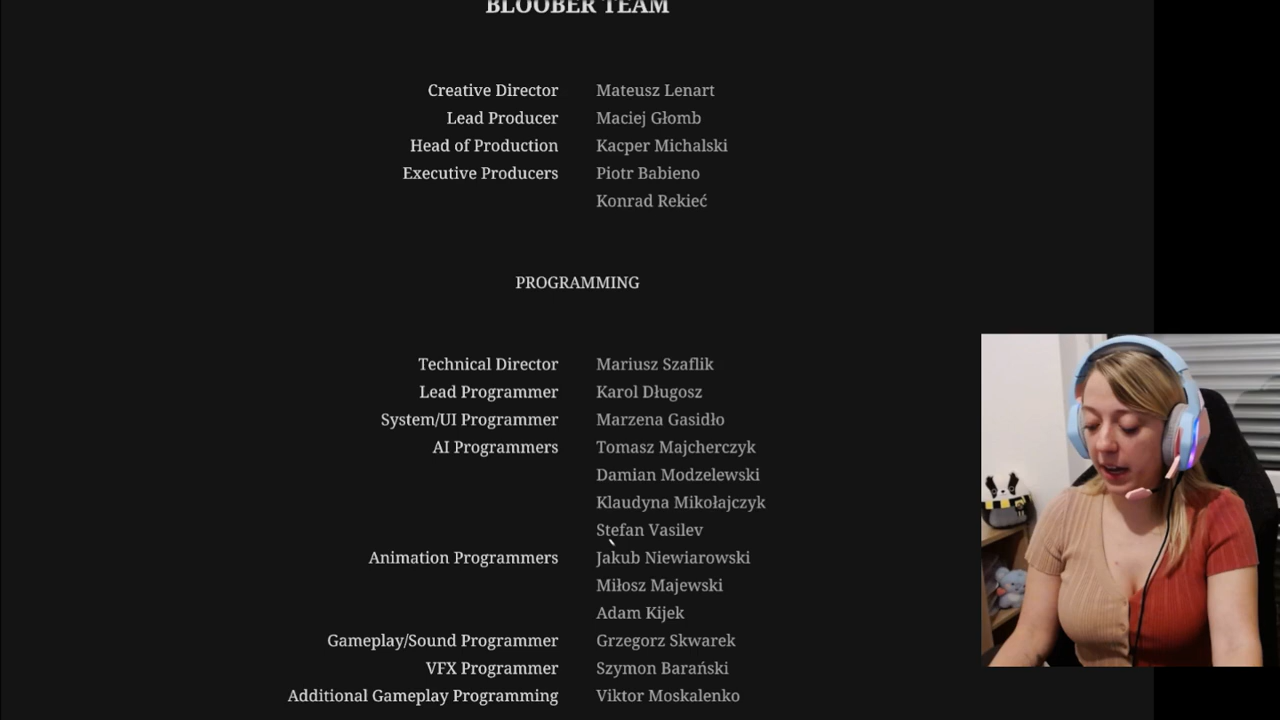 BLOOBER TEAM
Creative Director Mateusz Lenart
Lead Producer Maciej Głomb
Head of Production Kacper Michalski
Executive Producers Piotr Babieno
Konrad Rekieć
PROGRAMMING
Technical Director Mariusz Szaflik
Lead Programmer Karol Długosz
System/UI Programmer Marzena Gasidło
AI Programmers Tomasz Majcherczyk
Damian Modzelewski
Klaudyna Mikołajczyk
Stefan Vasilev
Animation Programmers Jakub Niewiarowski
Miłosz Majewski
Adam Kijek
Gameplay/Sound Programmer Grzegorz Skwarek
VFX Programmer Szymon Barański
Additional Gameplay Programming Viktor Moskalenko